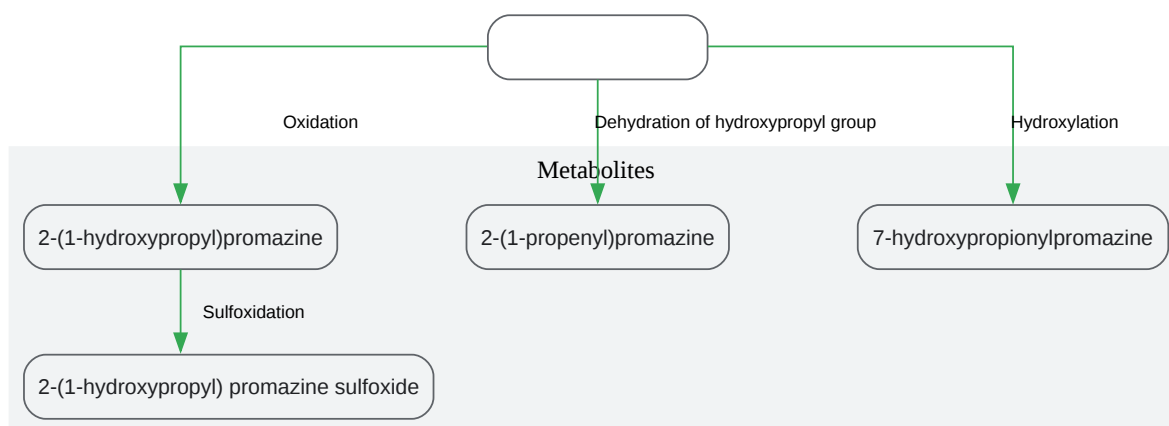 Oxidation
Dehydration of hydroxypropyl group
Hydroxylation
Metabolites
2-(1-hydroxypropyl)promazine
2-(1-propenyl)promazine
7-hydroxypropionylpromazine
Sulfoxidation
2-(1-hydroxypropyl) promazine sulfoxide